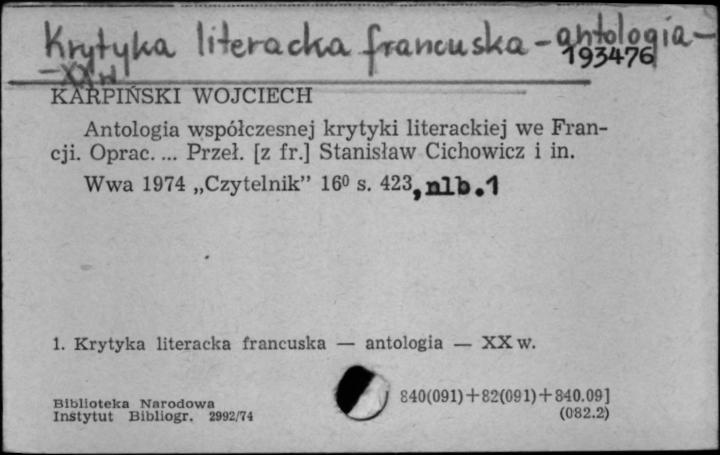 Krytyka literacka francuska – antologia –
– XX w.
193476
KARPIŃSKI WOJCIECH
Antologia współczesnej krytyki literackiej we Fran-
cji. Oprac. ... Przeł. [z fr.] Stanisław Cichowicz i in.
Wwa 1974 „Czytelnik” 16⁰ s. 423, nlb.1
1. Krytyka literacka francuska — antologia — XX w.
Biblioteka Narodowa
Instytut Bibliogr. 2992/74
840(091)+82(091)+840.09]
(082.2)